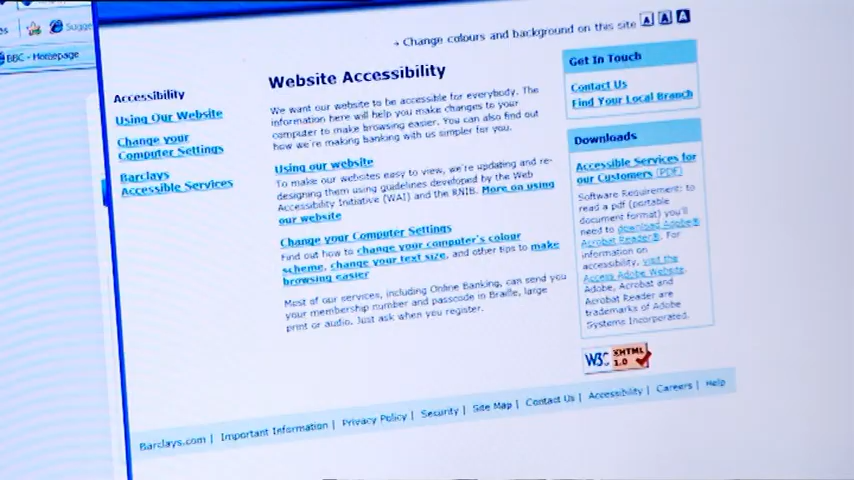 Sugge
BBC - Homepage
→ Change colours and background on this site A A A
Accessibility
Using Our Website
Change your
Computer Settings
Barclays
Accessible Services
Website Accessibility
We want our website to be accessible for everybody. The
information here will help you make changes to your
computer to make browsing easier. You can also find out
how we're making banking with us simpler for you.
Using our website
To make our websites easy to view, we're updating and re-
designing them using guidelines developed by the Web
Accessibility Initiative (WAI) and the RNIB. More on using
our website
Change your Computer Settings
Find out how to change your computer's colour
scheme, change your text size, and other tips to make
browsing easier
Most of our services, including Online Banking, can send you
your membership number and passcode in Braille, large
print or audio. Just ask when you register.
Get In Touch
Contact Us
Find Your Local Branch
Downloads
Accessible Services for
our Customers [PDF]
Software Requirement: to
read a pdf (portable
document format) you'll
need to download Adobe®
Acrobat Reader®. For
information on
accessibility, visit the
Access Adobe Website.
Adobe, Acrobat and
Acrobat Reader are
trademarks of Adobe
Systems Incorporated.
W3C XHTML
1.0
Barclays.com | Important Information | Privacy Policy | Security | Site Map | Contact Us | Accessibility | Careers | Help